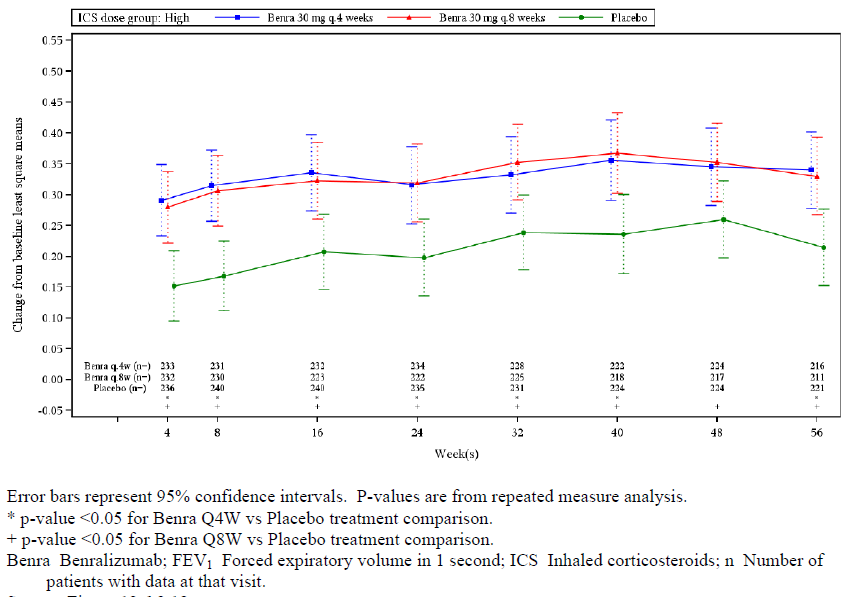 ICS dose group: High Benra 30 mg q.4 weeks Benra 30 mg q.8 weeks Placebo
Change from baseline least square means
0.55
0.50
0.45
0.40
0.35
0.30
0.25
0.20
0.15
0.10
0.05
0.00
-0.05
Benra q.4w (n=) 233 231 232 234 228 222 224 216
Benra q.8w (n=) 232 230 223 222 225 218 217 211
Placebo (n=) 236 240 240 235 231 224 224 221
* * * * * * *
+ + + + + + + +
4 8 16 24 32 40 48 56
Week(s)
Error bars represent 95% confidence intervals. P-values are from repeated measure analysis.
* p-value <0.05 for Benra Q4W vs Placebo treatment comparison.
+ p-value <0.05 for Benra Q8W vs Placebo treatment comparison.
Benra Benralizumab; FEV1 Forced expiratory volume in 1 second; ICS Inhaled corticosteroids; n Number of
patients with data at that visit.